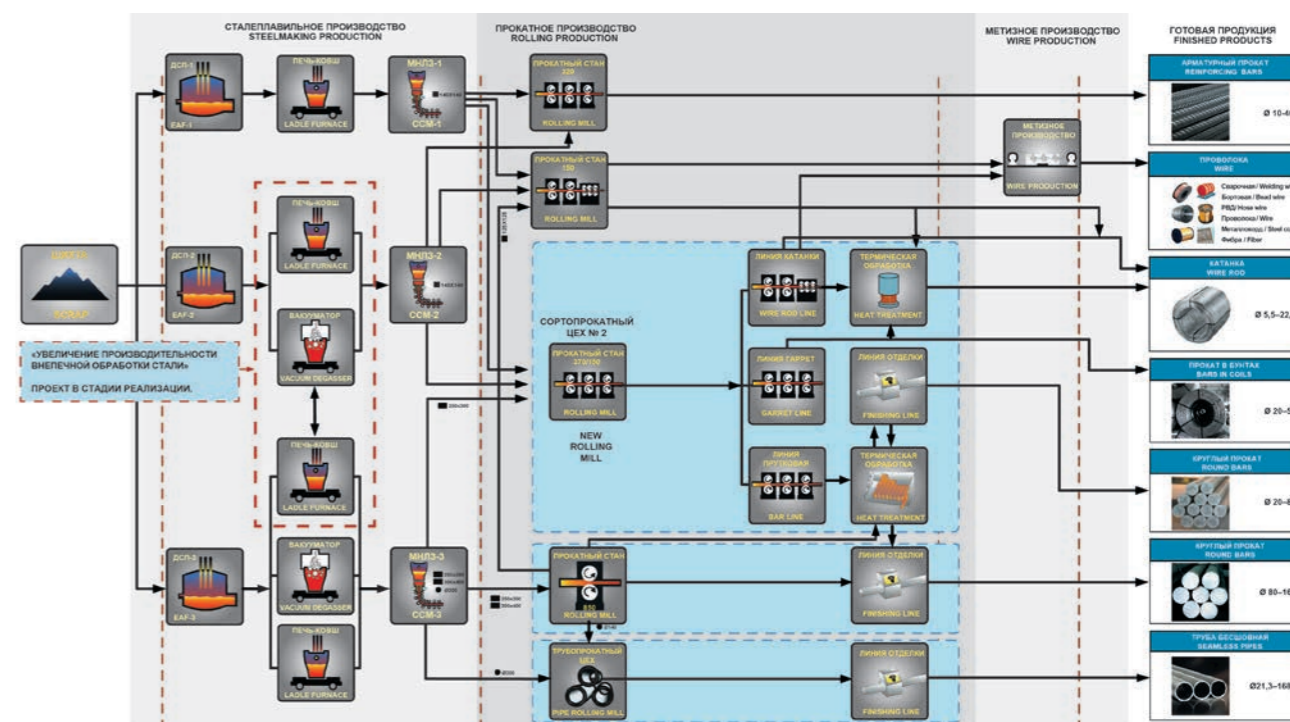 СТАЛЕПЛАВИЛЬНОЕ ПРОИЗВОДСТВО
STEELMAKING PRODUCTION
ПРОКАТНОЕ ПРОИЗВОДСТВО
ROLLING PRODUCTION
МЕТИЗНОЕ ПРОИЗВОДСТВО
WIRE PRODUCTION
ГОТОВАЯ ПРОДУКЦИЯ
FINISHED PRODUCTS
ДСП-1
EAF-1
ПЕЧЬ-КОВШ
LADLE FURNACE
МНЛЗ-1
140X140
CCM-1
ПРОКАТНЫЙ СТАН
320
ROLLING MILL
АРМАТУРНЫЙ ПРОКАТ
REINFORCING BARS
ПРОКАТНЫЙ СТАН
150
ROLLING MILL
МЕТИЗНОЕ
ПРОИЗВОДСТВО
WIRE PRODUCTION
ПРОВОЛОКА
WIRE
Сварочная / Welding
Бортовая / Bead wire
РВД/ Hose wire
Проволока / Wire
Металлокорд / Steel
Фибра / Fiber
SCRAP
ДСП-2
EAF-2
ПЕЧЬ-КОВШ
LADLE FURNACE
ВАКУУМАТОР
VACUUM DEGASSER
ПЕЧЬ-КОВШ
LADLE FURNACE
МНЛЗ-2
140X140
CCM-2
«УВЕЛИЧЕНИЕ ПРОИЗВОДИТЕЛЬНОСТИ
ВНЕПЕЧНОЙ ОБРАБОТКИ СТАЛИ»
ПРОЕКТ В СТАДИИ РЕАЛИЗАЦИИ.
СОРТОПРОКАТНЫЙ
ЦЕХ № 2
ПРОКАТНЫЙ СТАН
370/150
ROLLING MILL
NEW
ROLLING
MILL
ЛИНИЯ КАТАНКИ
WIRE ROD LINE
ТЕРМИЧЕСКАЯ
ОБРАБОТКА
HEAT TREATMENT
КАТАНКА
WIRE ROD
ЛИНИЯ ГАРРЕТ
GARRET LINE
ЛИНИЯ ОТДЕЛКИ
FINISHING LINE
ПРОКАТ В БУНТАХ
BARS IN COILS
ЛИНИЯ
ПРУТКОВАЯ
BAR LINE
ТЕРМИЧЕСКАЯ
ОБРАБОТКА
HEAT TREATMENT
КРУГЛЫЙ ПРОКАТ
ROUND BARS
ДСП-3
EAF-3
ВАКУУМАТОР
VACUUM DEGASSER
ПЕЧЬ-КОВШ
LADLE FURNACE
МНЛЗ-3
CCM-3
ПРОКАТНЫЙ СТАН
850
ROLLING MILL
ЛИНИЯ ОТДЕЛКИ
FINISHING LINE
КРУГЛЫЙ ПРОКАТ
ROUND BARS
ТРУБОПРОКАТНЫЙ
ЦЕХ
PIPE ROLLING MILL
ЛИНИЯ ОТДЕЛКИ
FINISHING LINE
ТРУБА БЕСШОВНАЯ
SEAMLESS PIPES